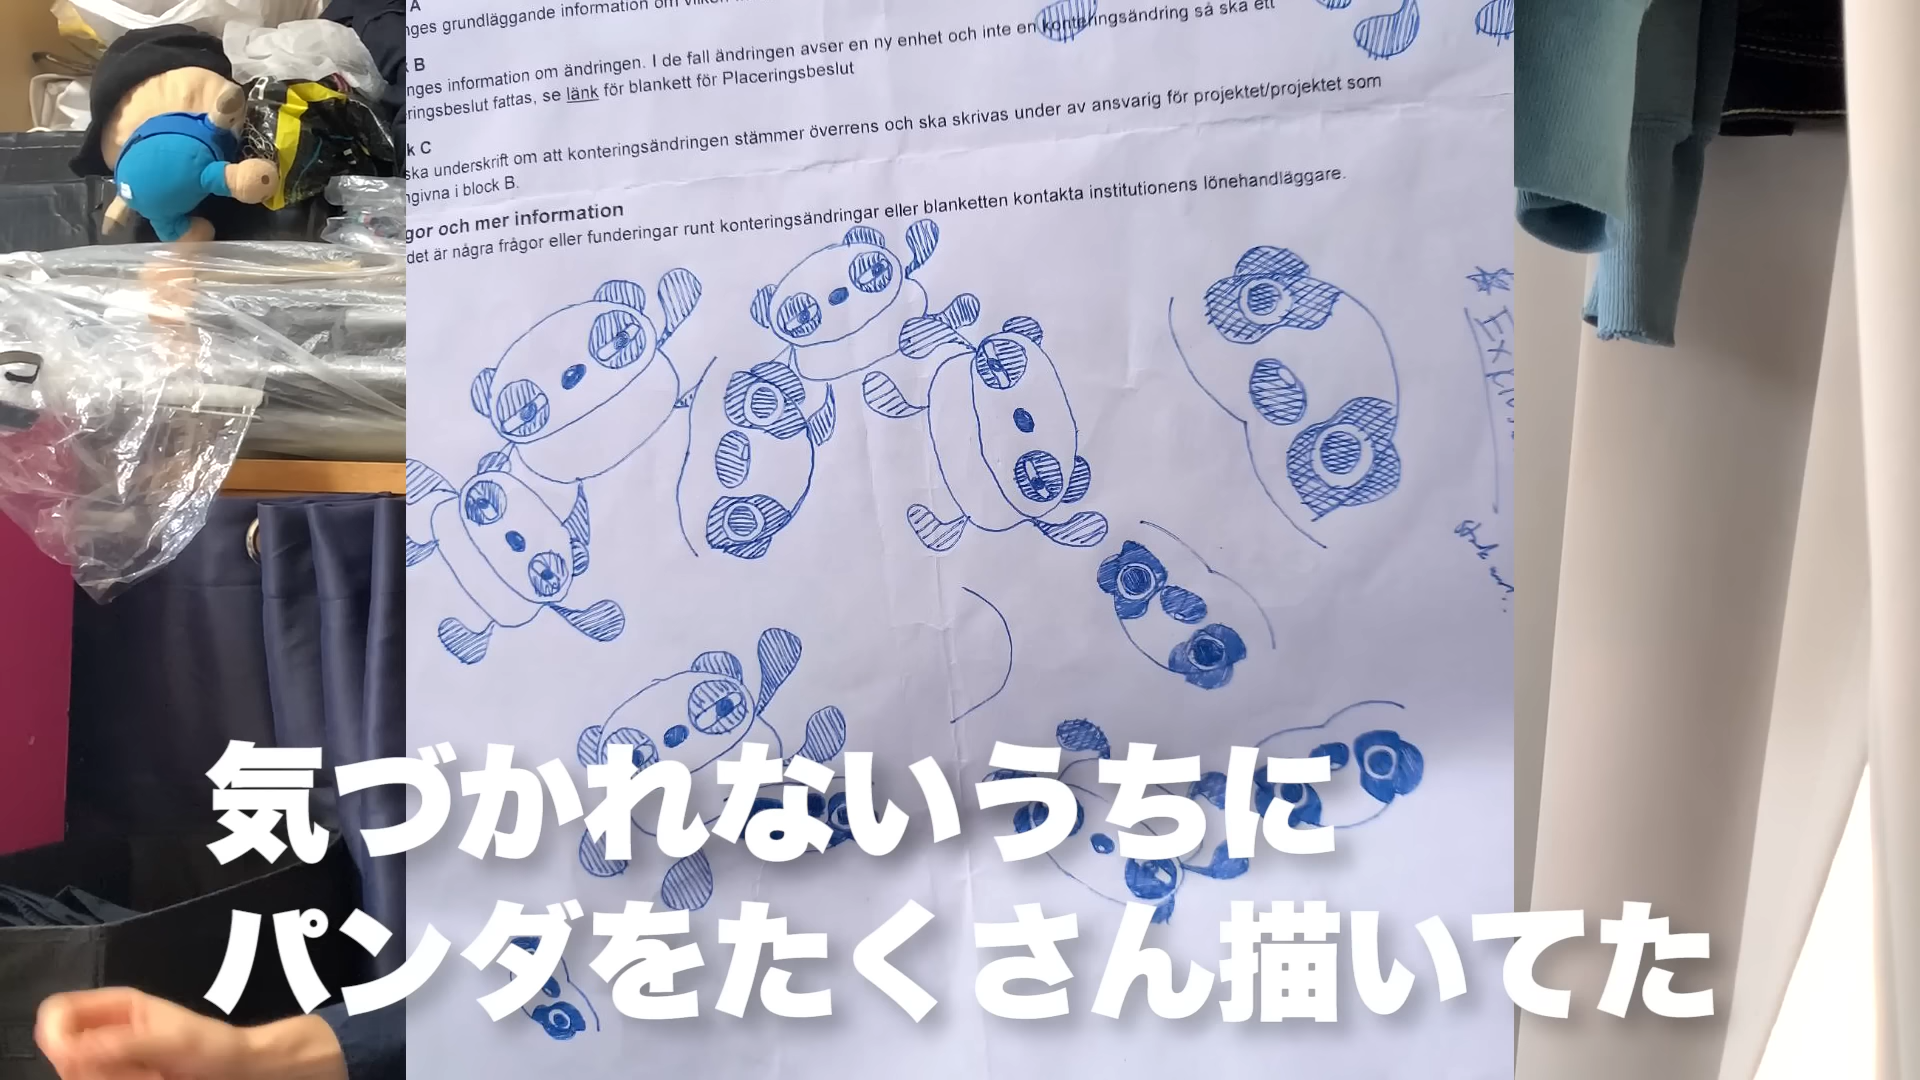 A
nges grundläggande information om
B
nges information om ändringen. I de fall ändringen avser en ny enhet och inte en konteringsändring så ska ett
ringsbeslut fattas, se länk för blankett för Placeringsbeslut
k C
ska underskrift om att konteringsändringen stämmer överrens och ska skrivas under av ansvarig för projektet/projektet som
ngivna i block B.
gor och mer information
det är några frågor eller funderingar runt konteringsändringar eller blanketten kontakta institutionens lönehandläggare.
気づかれないうちに
パンダをたくさん描いてた